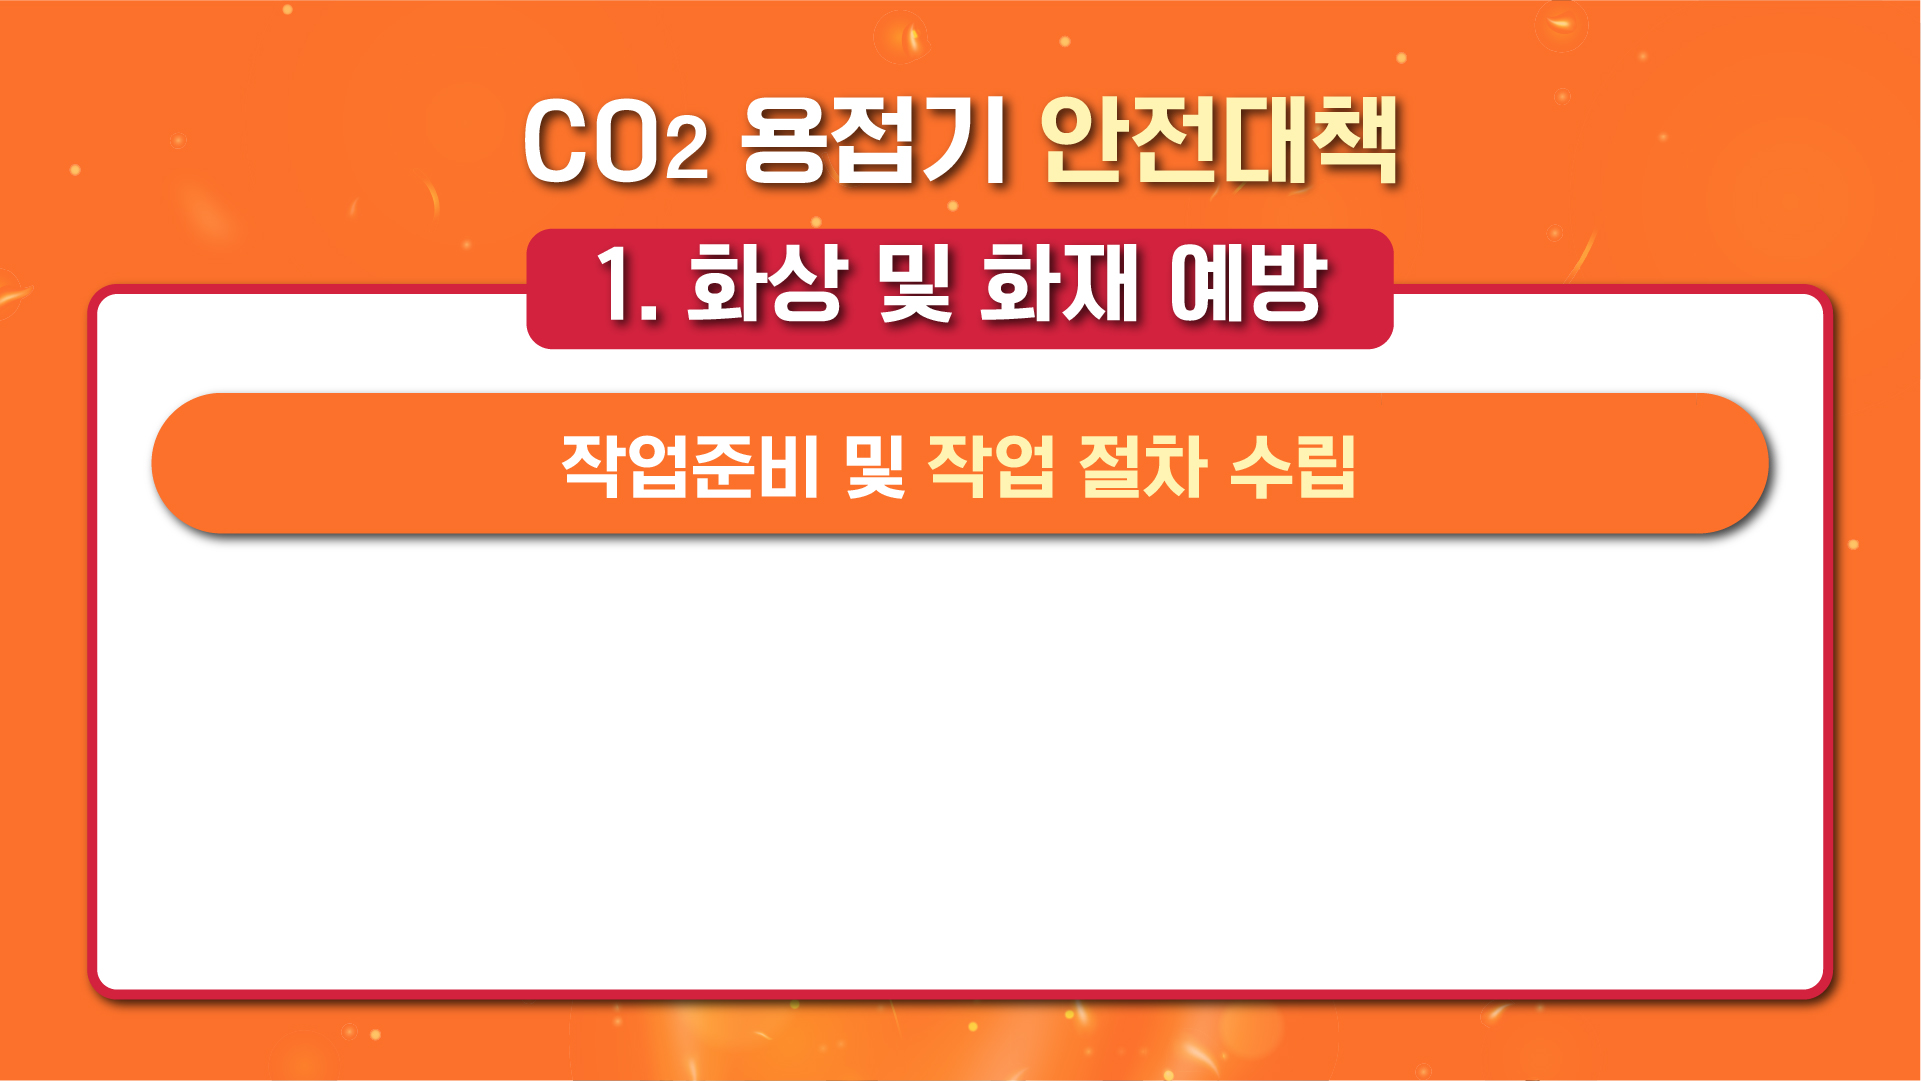 CO2 용접기 안전대책
1. 화상 및 화재 예방
작업준비 및 작업 절차 수립